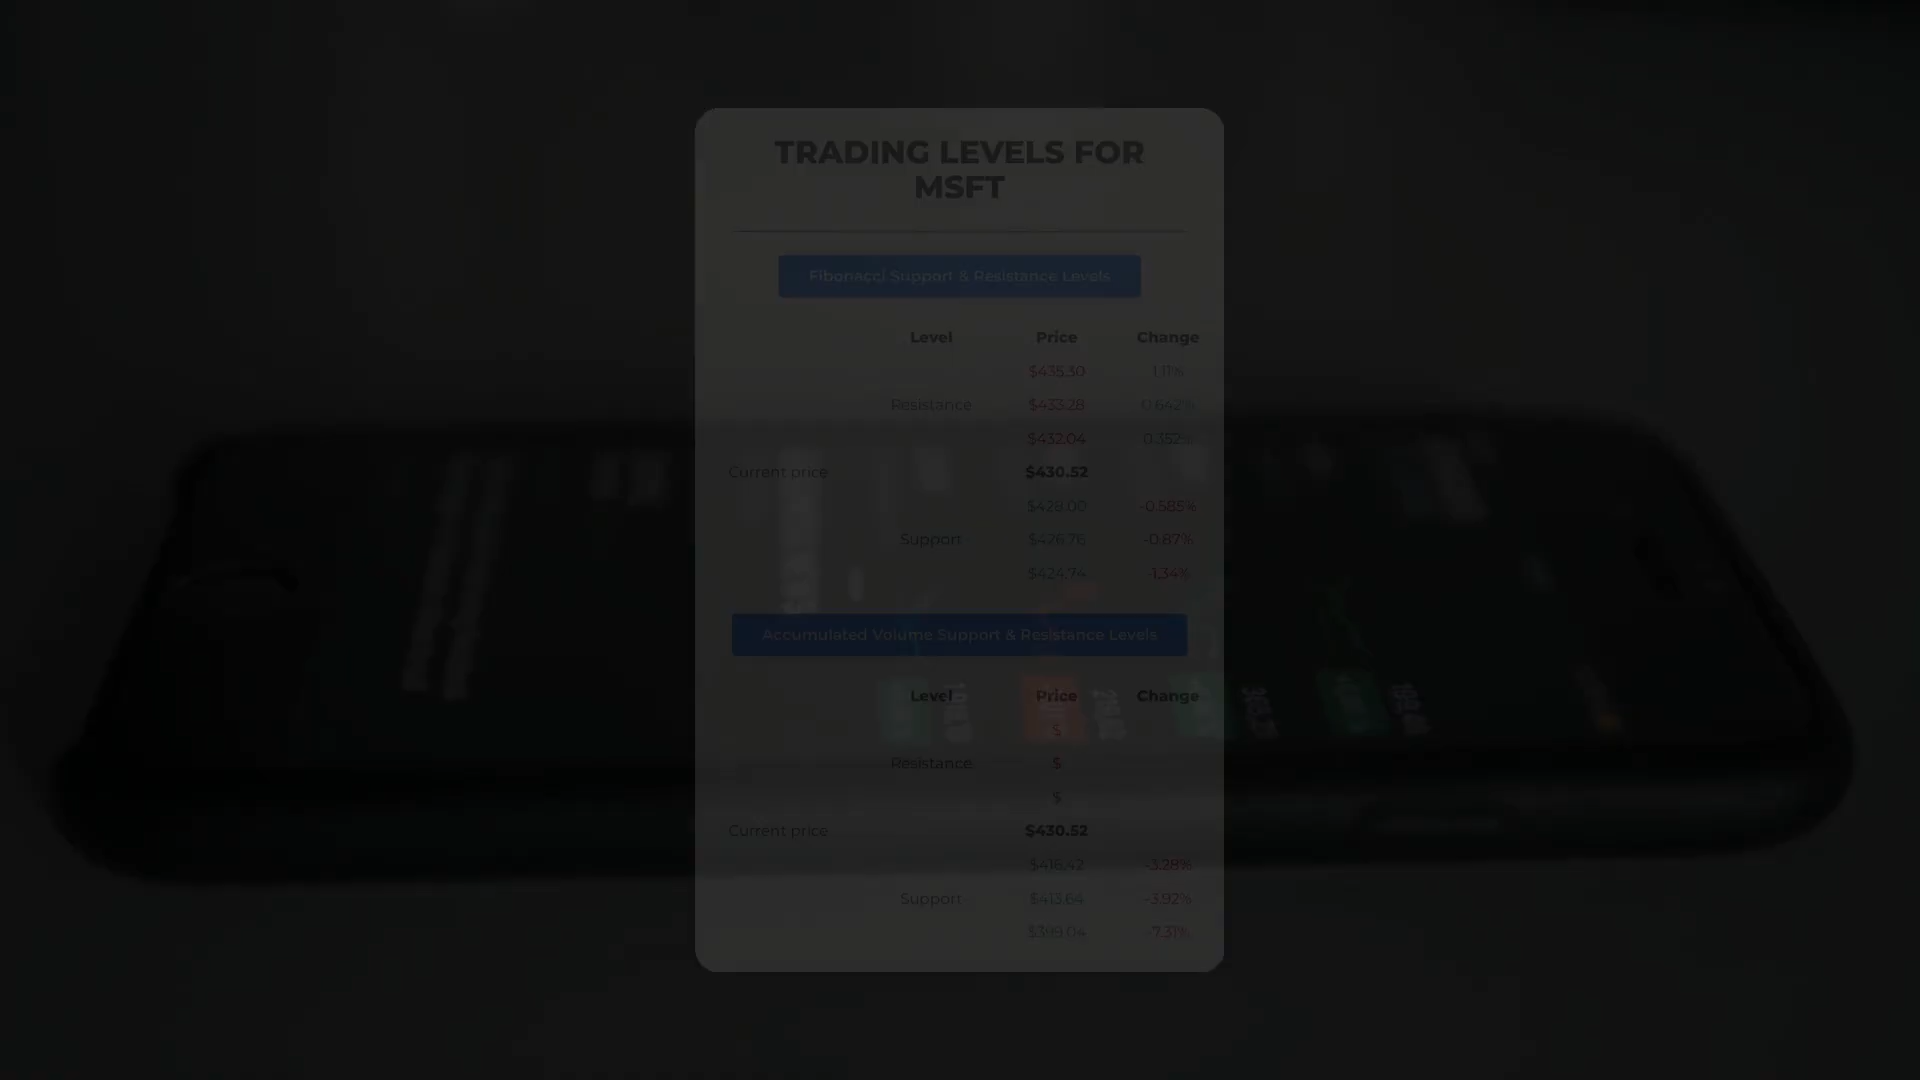 TRADING LEVELS FOR
MSFT
Fibonacci Support & Resistance Levels
Level Price Change
$435.30 1.11%
Resistance $433.28 0.642%
$432.04 0.352%
Current price $430.52
$428.00 -0.585%
Support $426.76 -0.87%
$424.74 -1.34%
Accumulated Volume Support & Resistance Levels
Level Price Change
$
Resistance $
$
Current price $430.52
$416.42 -3.28%
Support $413.64 -3.92%
$399.04 -7.31%